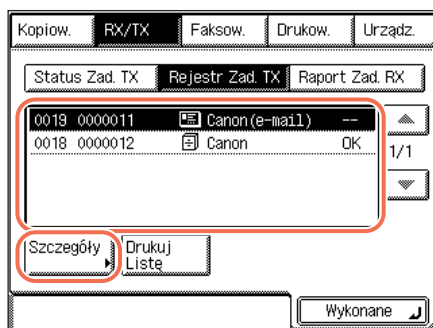 Kopiow. RX/TX Faksow. Drukow. Urządz.
Status Zad. TX Rejestr Zad. TX Raport Zad. RX
0019 0000011 Canon(e-mail) --
0018 0000012 Canon OK
1/1
Szczegóły Drukuj Listę
Wykonane